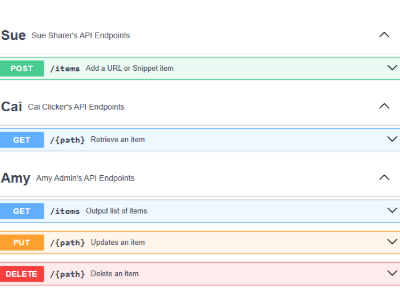 Sue Sue Sharer's API Endpoints
POST /items Add a URL or Snippet item
Cai Cai Clicker's API Endpoints
GET /{path} Retrieve an item
Amy Amy Admin's API Endpoints
GET /items Output list of items
PUT /{path} Updates an item
DELETE /{path} Delete an item